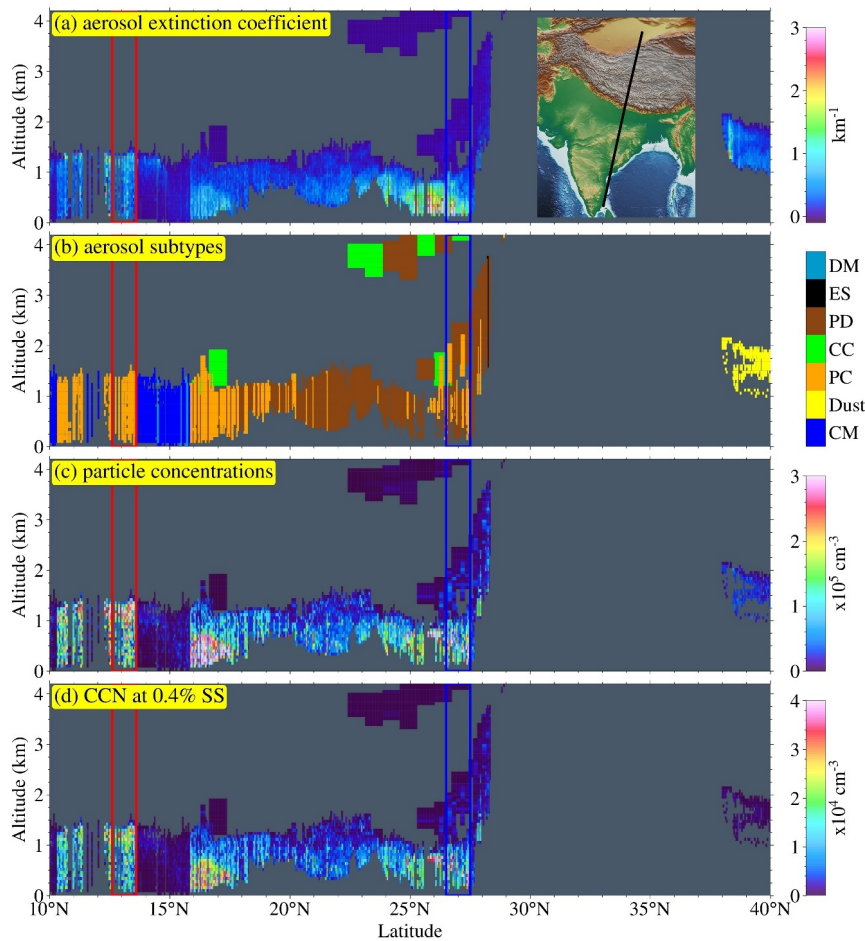 (a) aerosol extinction coefficient
Altitude (km)
4
3
2
1
0
3
2
1
0
km⁻¹
(b) aerosol subtypes
Altitude (km)
4
3
2
1
0
DM
ES
PD
CC
PC
Dust
CM
(c) particle concentrations
Altitude (km)
4
3
2
1
0
3
2
1
0
x10⁵ cm⁻³
(d) CCN at 0.4% SS
Altitude (km)
4
3
2
1
0
4
3
2
1
0
x10⁴ cm⁻³
10°N 15°N 20°N 25°N 30°N 35°N 40°N
Latitude